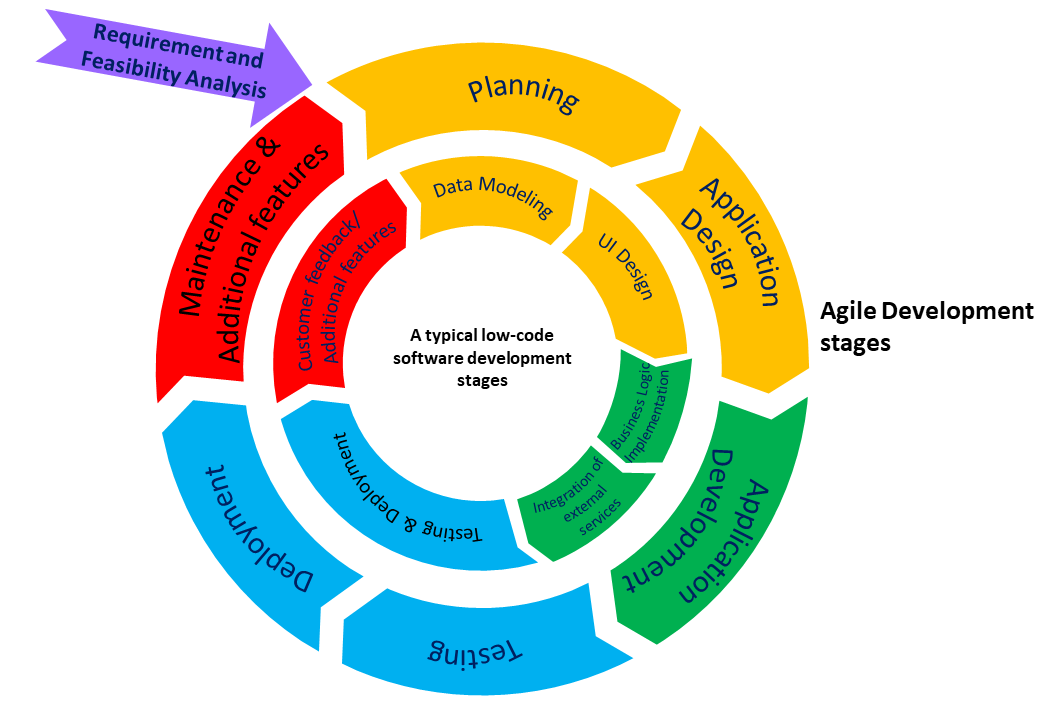 Requirement and
Feasibility Analysis
Planning
Application
Design
Application
Development
Testing
Deployment
Maintenance &
Additional features
Data Modeling
UI Design
Business Logic
Implementation
Integration of
external
services
Testing & Deployment
Customer feedback/
Additional features
A typical low-code
software development
stages
Agile Development
stages